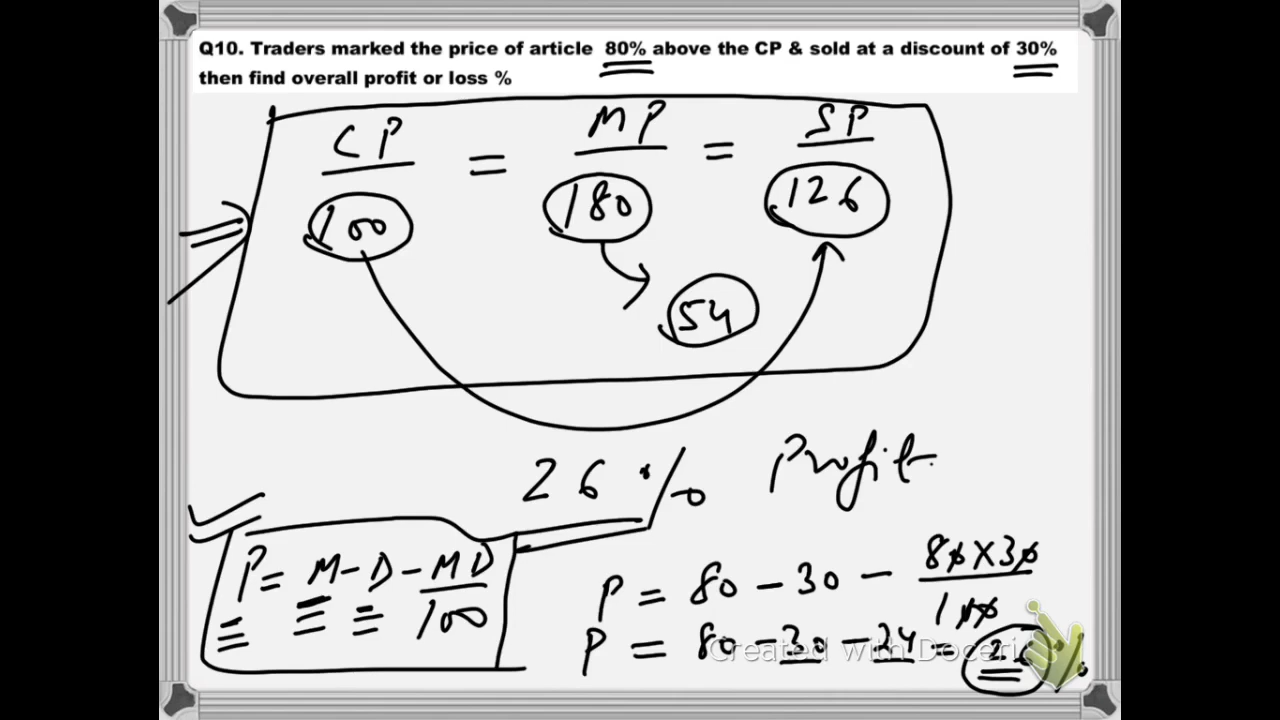 Q10. Traders marked the price of article 80% above the CP & sold at a discount of 30%
then find overall profit or loss %
CP = MP = SP
100 180 126
54
26 % Profit
P = M - D - MD/100
P = 80 - 30 - 80 X 30/100
P = 80 - 30 - 24 = 26 %
Created with Doceri